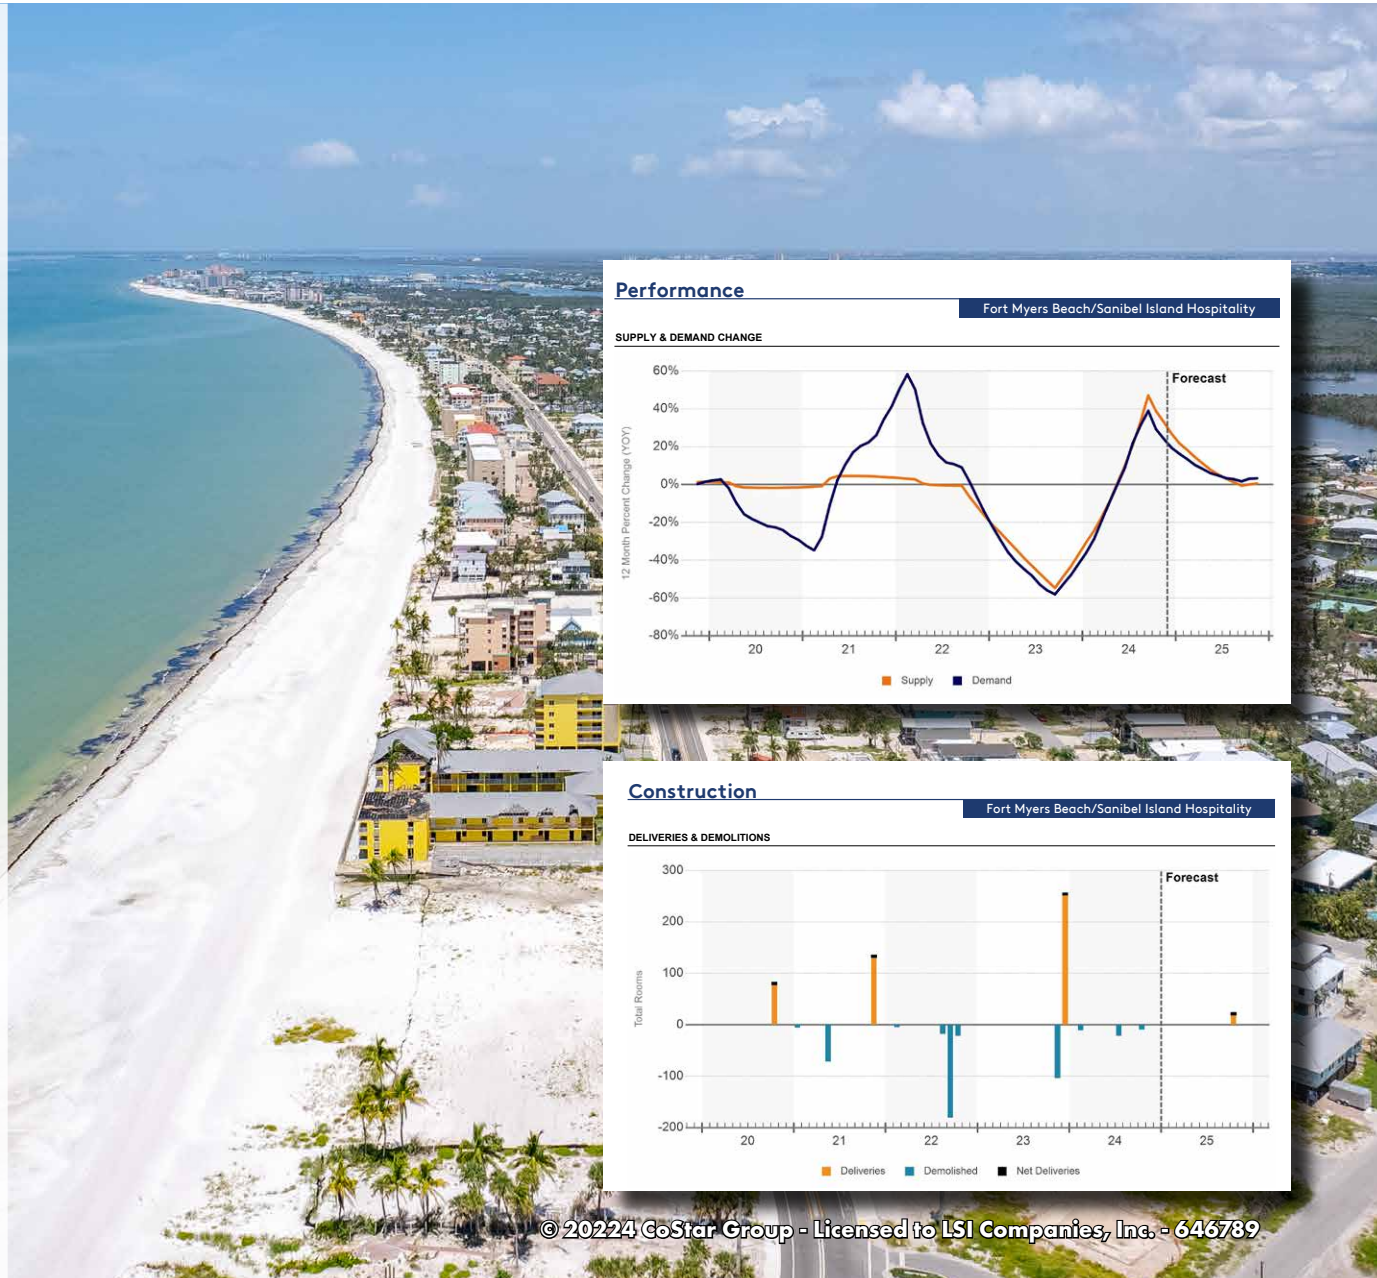 Performance
Fort Myers Beach/Sanibel Island Hospitality
SUPPLY & DEMAND CHANGE
12 Month Percent Change (YOY)
60%
40%
20%
0%
-20%
-40%
-60%
-80%
Forecast
20 21 22 23 24 25
Supply Demand
Construction
Fort Myers Beach/Sanibel Island Hospitality
DELIVERIES & DEMOLITIONS
Total Rooms
300
200
100
0
-100
-200
Forecast
20 21 22 23 24 25
Deliveries Demolished Net Deliveries
© 20224 CoStar Group - Licensed to LSI Companies, Inc. - 646789